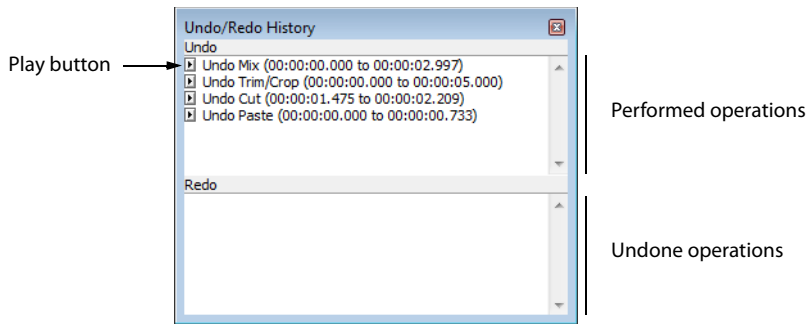 Undo/Redo History
Undo
Play button
Undo Mix (00:00:00.000 to 00:00:02.997)
Undo Trim/Crop (00:00:00.000 to 00:00:05.000)
Undo Cut (00:00:01.475 to 00:00:02.209)
Undo Paste (00:00:00.000 to 00:00:00.733)
Performed operations
Redo
Undone operations